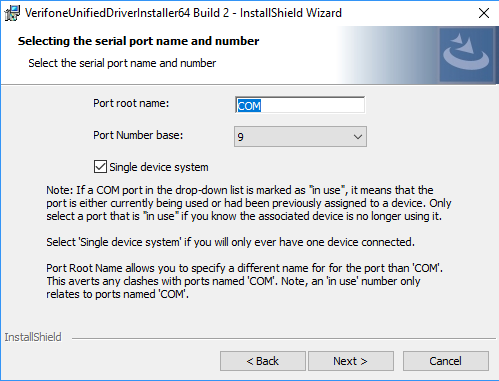 VerifoneUnifiedDriverInstaller64 Build 2 - InstallShield Wizard
Selecting the serial port name and number
Select the serial port name and number
Port root name:
COM
Port Number base:
9
Single device system
Note: If a COM port in the drop-down list is marked as "in use", it means that the
port is either currently being used or had been previously assigned to a device. Only
select a port that is "in use" if you know the associated device is no longer using it.
Select 'Single device system' if you will only ever have one device connected.
Port Root Name allows you to specify a different name for for the port than 'COM'.
This averts any clashes with ports named 'COM'. Note, an 'in use' number only
relates to ports named 'COM'.
InstallShield
< Back
Next >
Cancel